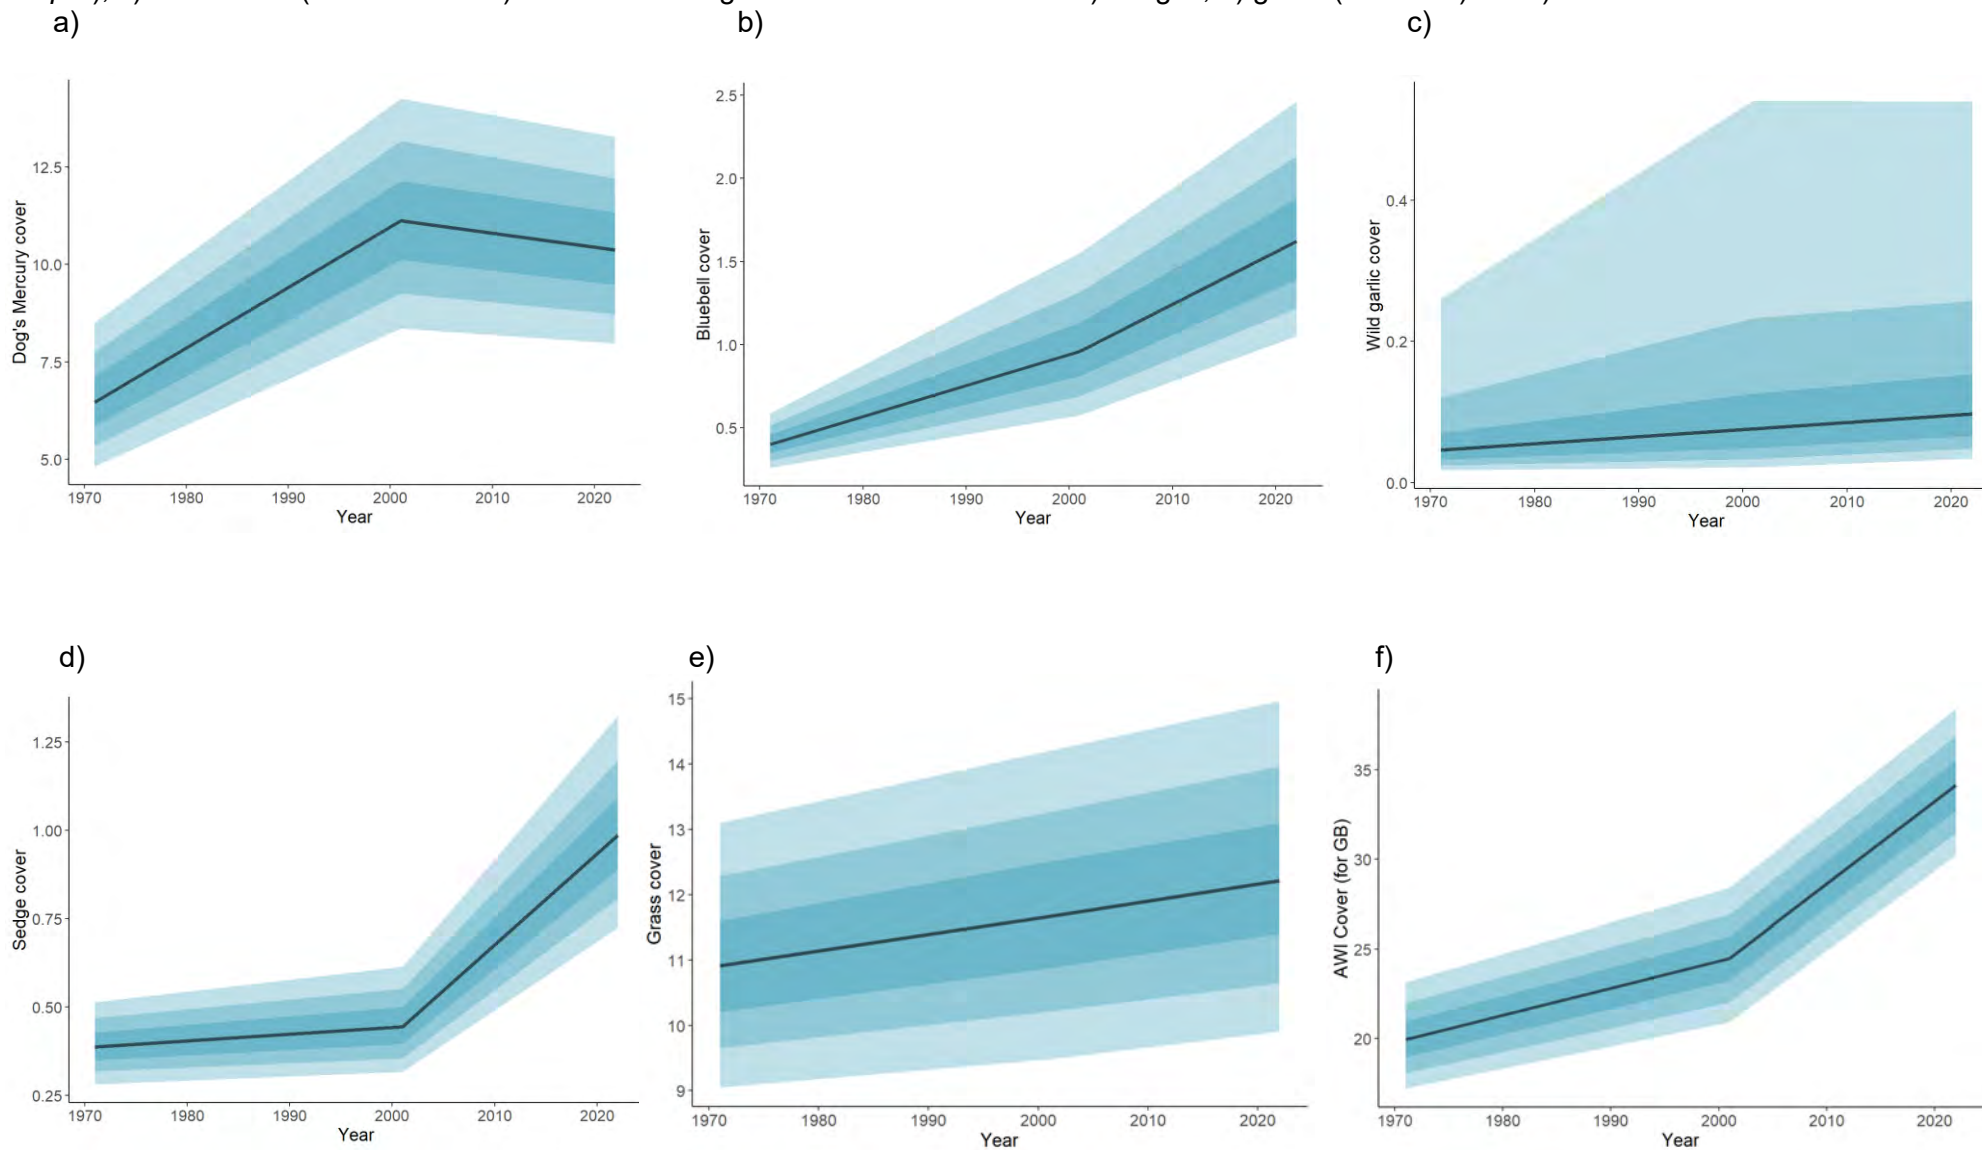 a)
b)
c)
Dog's Mercury cover
12.5
10.0
7.5
5.0
1970 1980 1990 2000 2010 2020
Year
Bluebell cover
2.5
2.0
1.5
1.0
0.5
1970 1980 1990 2000 2010 2020
Year
Wild garlic cover
0.4
0.2
0.0
1970 1980 1990 2000 2010 2020
Year
d)
e)
f)
Sedge cover
1.25
1.00
0.75
0.50
0.25
1970 1980 1990 2000 2010 2020
Year
Grass cover
15
14
13
12
11
10
9
1970 1980 1990 2000 2010 2020
Year
AWI Cover (for GB)
35
30
25
20
1970 1980 1990 2000 2010 2020
Year